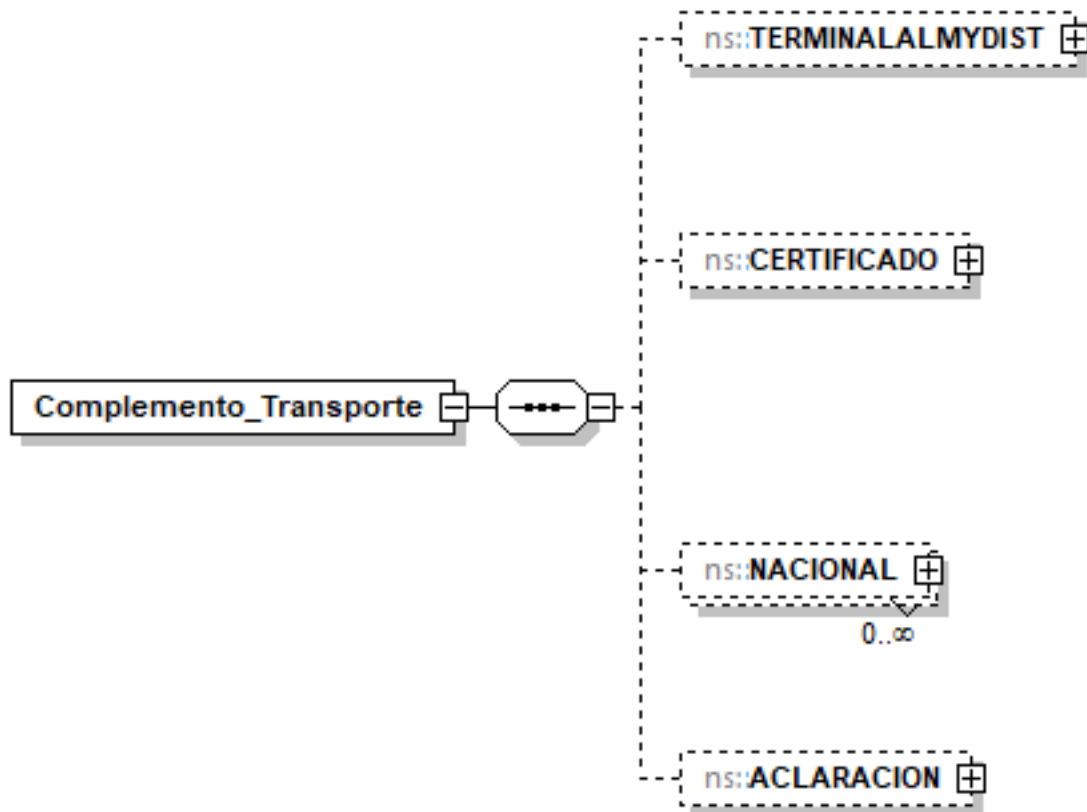 ns::TERMINALALMYDIST
ns::CERTIFICADO
Complemento_Transporte
ns::NACIONAL
0..∞
ns::ACLARACION